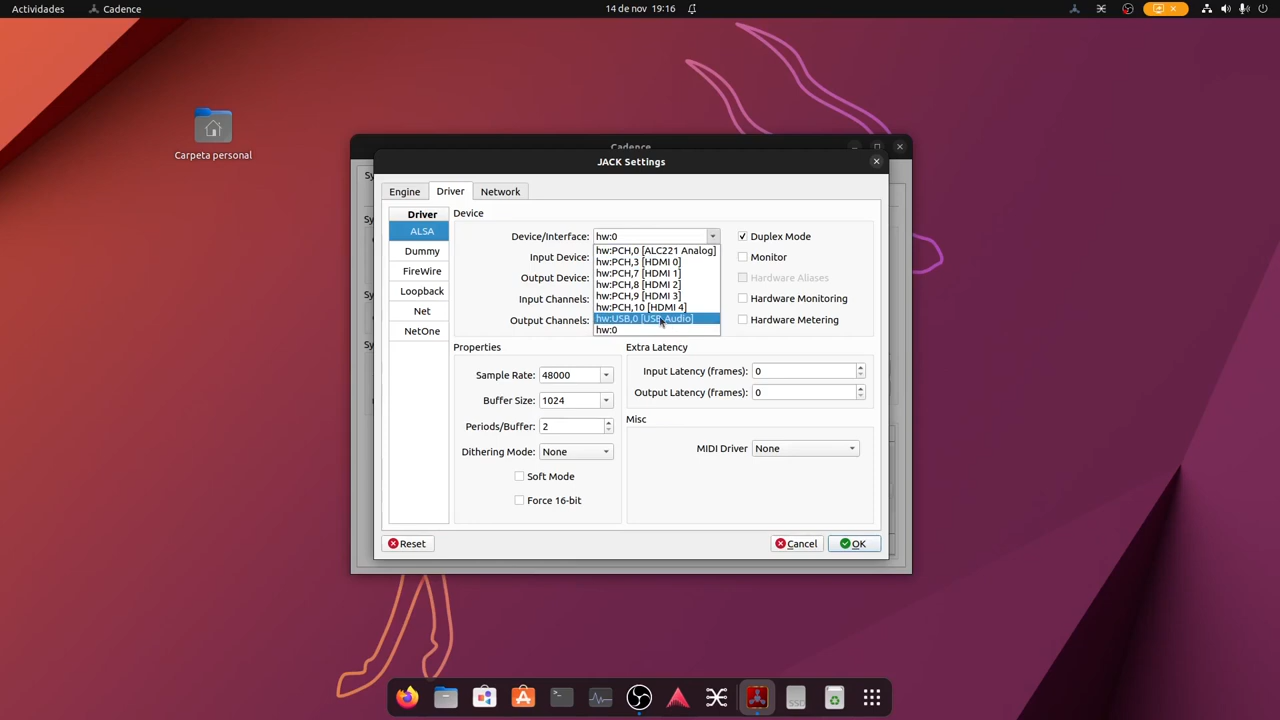 Actividades
Cadence
14 de nov 19:16
Carpeta personal
Cadence
JACK Settings
Engine
Driver
Network
Driver
ALSA
Dummy
FireWire
Loopback
Net
NetOne
Device
Device/Interface:
hw:0
hw:PCH,0 [ALC221 Analog]
hw:PCH,3 [HDMI 0]
hw:PCH,7 [HDMI 1]
hw:PCH,8 [HDMI 2]
hw:PCH,9 [HDMI 3]
hw:PCH,10 [HDMI 4]
hw:USB,0 [USB Audio]
hw:0
Input Device:
Output Device:
Input Channels:
Output Channels:
Duplex Mode
Monitor
Hardware Aliases
Hardware Monitoring
Hardware Metering
Properties
Sample Rate: 48000
Buffer Size: 1024
Periods/Buffer: 2
Dithering Mode: None
Soft Mode
Force 16-bit
Extra Latency
Input Latency (frames): 0
Output Latency (frames): 0
Misc
MIDI Driver None
Reset
Cancel
OK